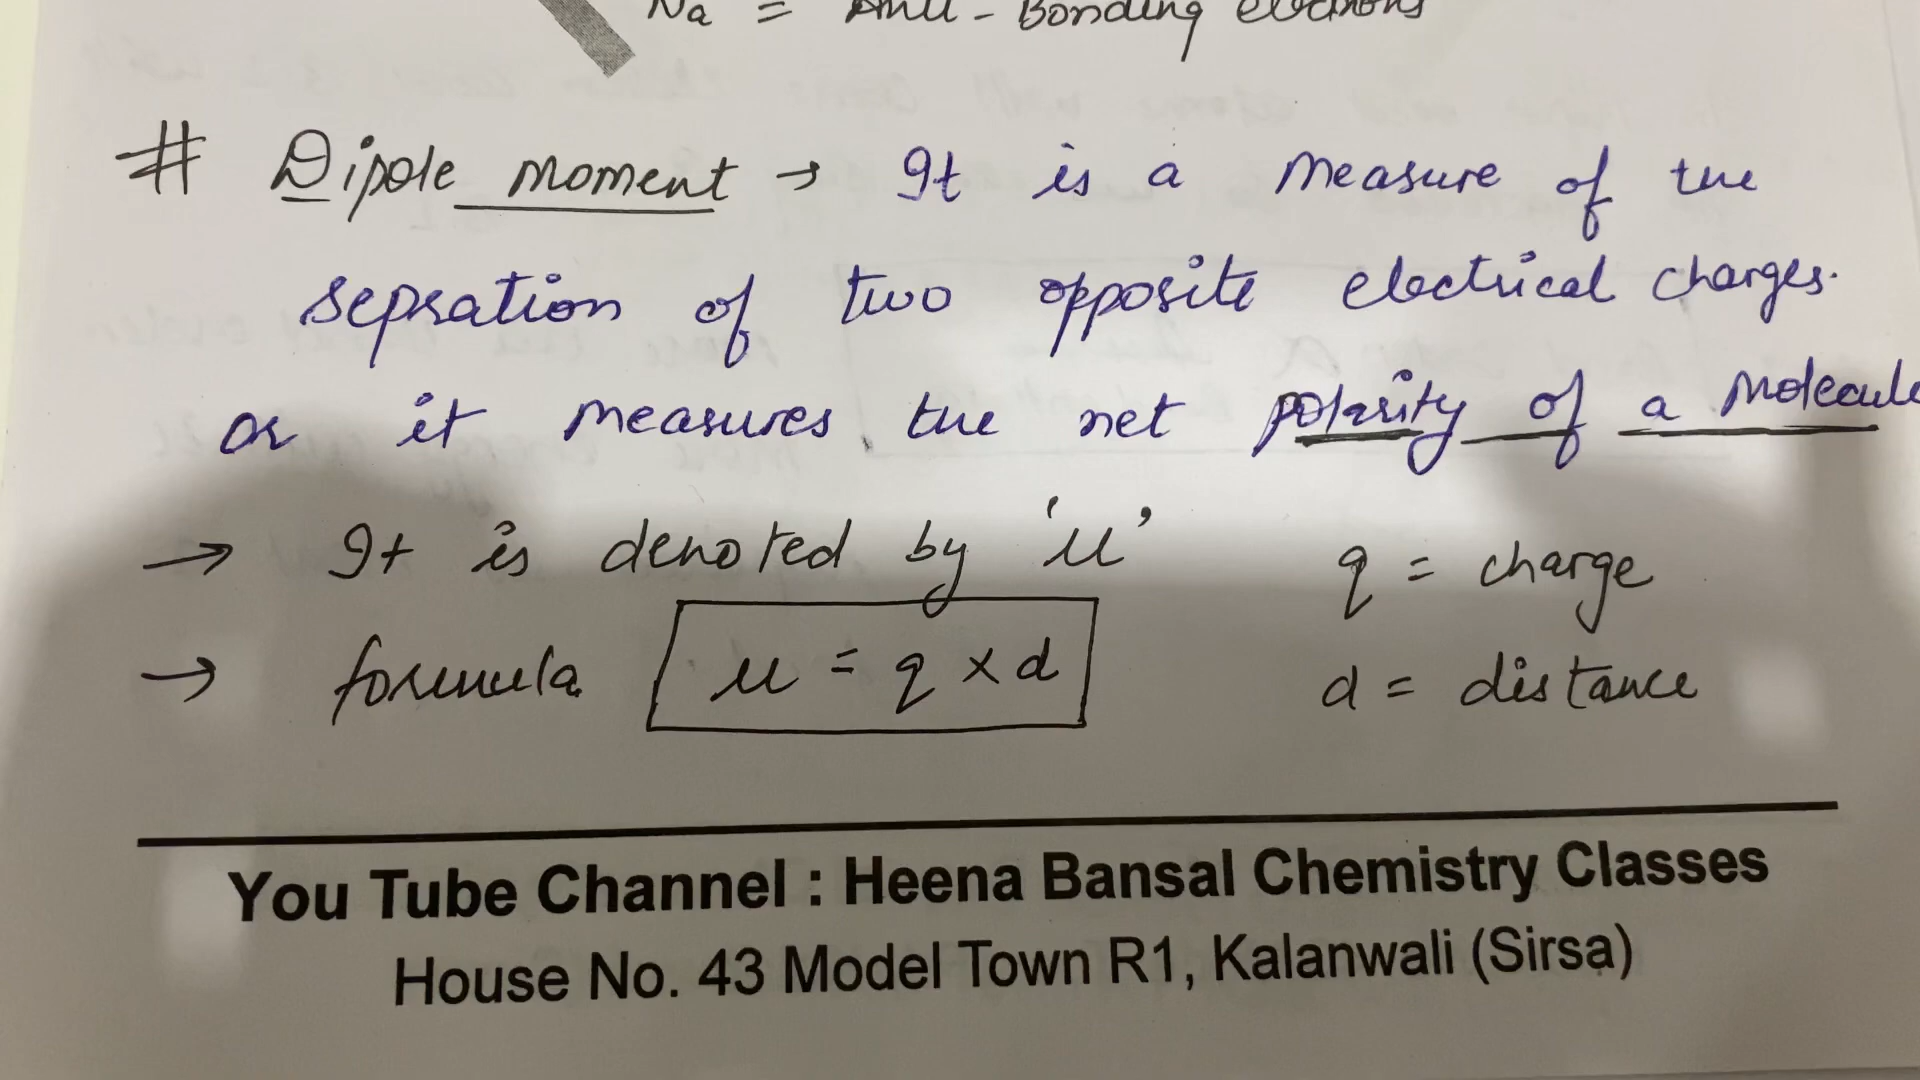 Na = Anti-Bonding electrons
# Dipole moment → It is a measure of the
sepration of two opposite electrical charges.
or it measures the net polarity of a molecule
→ It is denoted by 'μ' q = charge
→ formula μ = q × d d = distance
You Tube Channel : Heena Bansal Chemistry Classes
House No. 43 Model Town R1, Kalanwali (Sirsa)